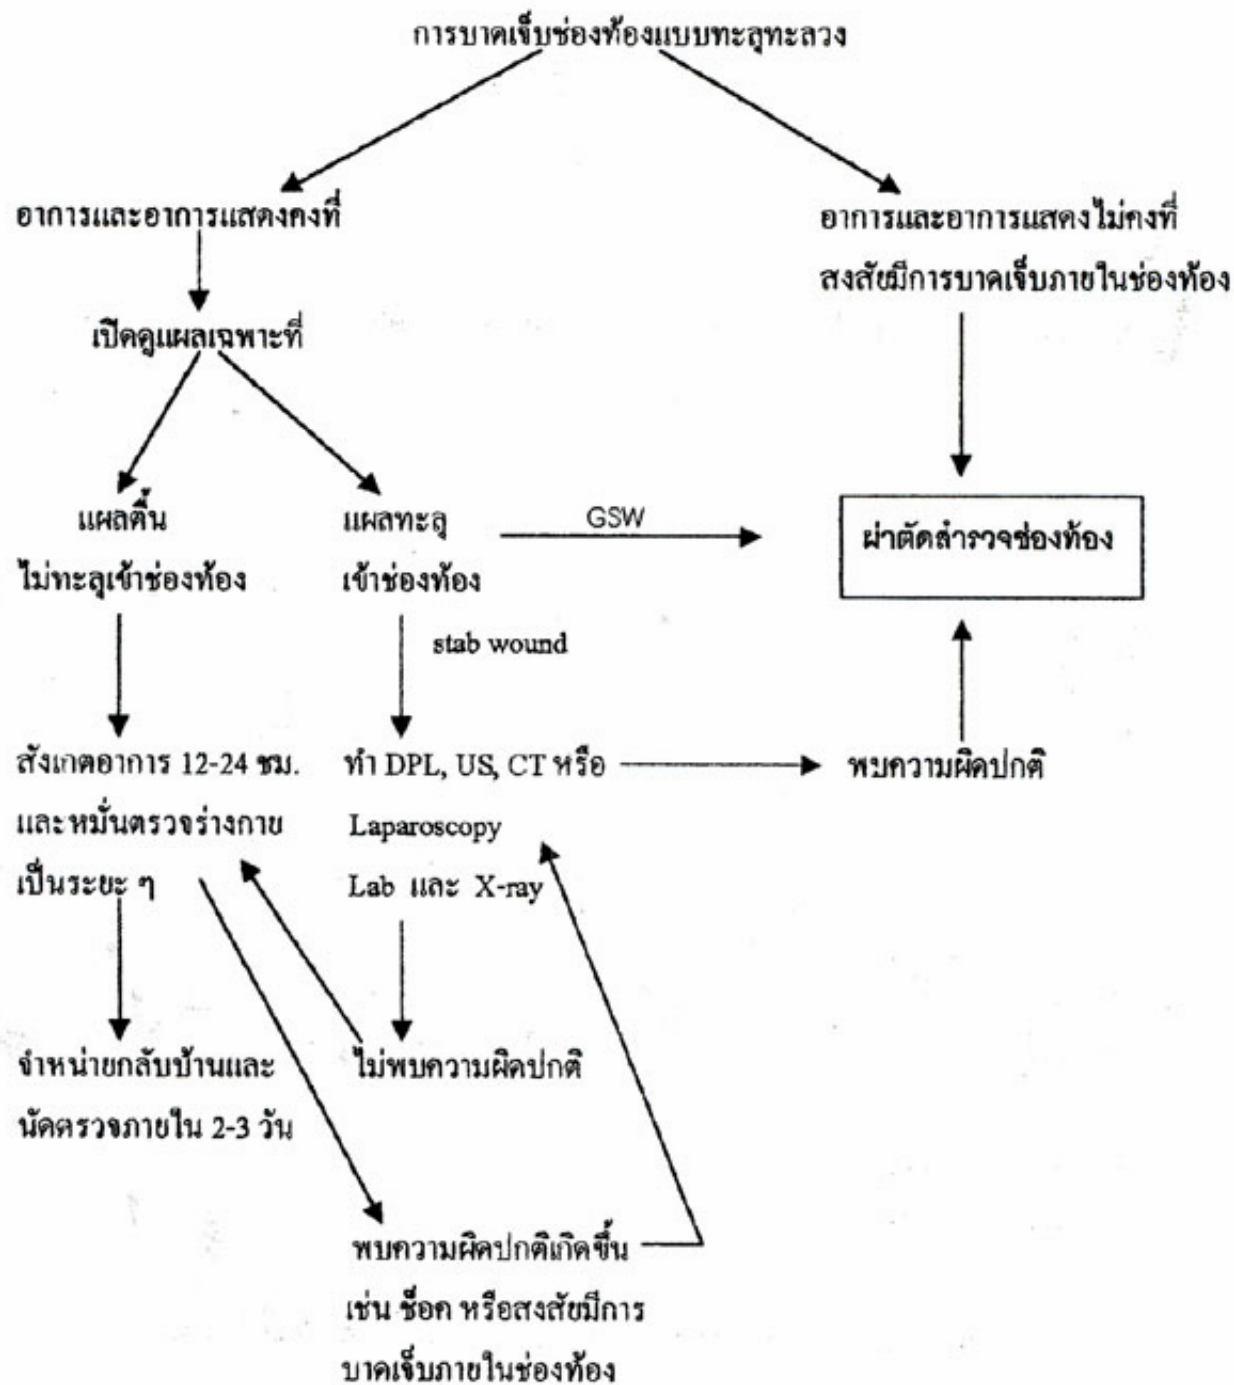 การบาดเจ็บช่องท้องแบบทะลุทะลวง
อาการและอาการแสดงคงที่
อาการและอาการแสดงไม่คงที่
สงสัยมีการบาดเจ็บภายในช่องท้อง
เปิดดูแผลเฉพาะที่
แผลตื้น
ไม่ทะลุเข้าช่องท้อง
แผลทะลุ
เข้าช่องท้อง
GSW
ผ่าตัดสำรวจช่องท้อง
stab wound
สังเกตอาการ 12-24 ชม.
และหมั่นตรวจร่างกาย
เป็นระยะ ๆ
ทำ DPL, US, CT หรือ
Laparoscopy
Lab และ X-ray
พบความผิดปกติ
จำหน่ายกลับบ้านและ
นัดตรวจภายใน 2-3 วัน
ไม่พบความผิดปกติ
พบความผิดปกติเกิดขึ้น
เช่น ช็อค หรือสงสัยมีการ
บาดเจ็บภายในช่องท้อง